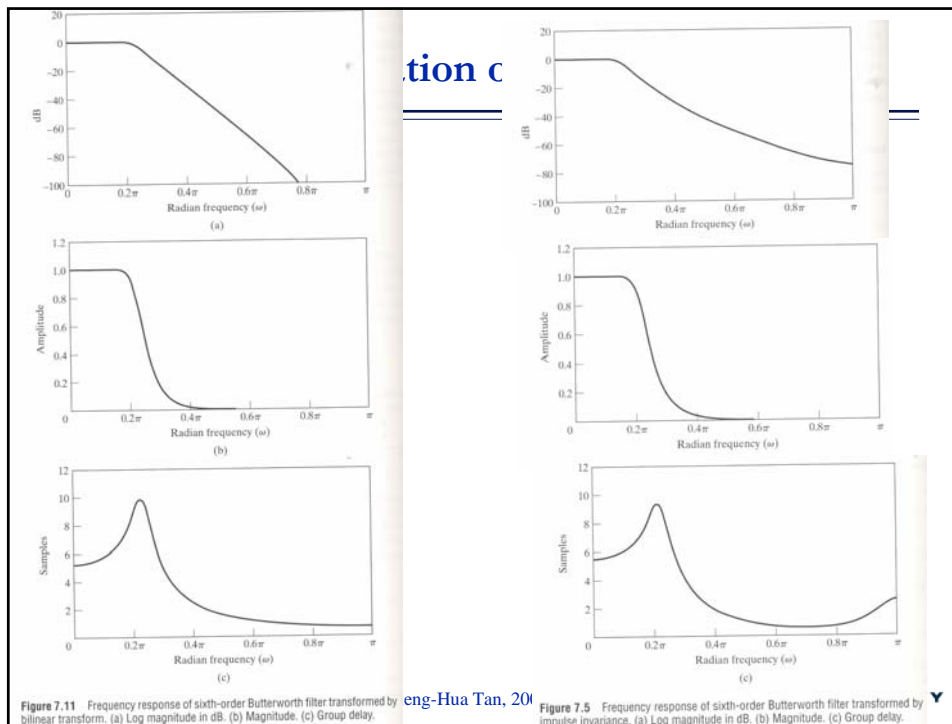 tion o
20
0
−20
−40
−60
−80
−100
dB
0 0.2π 0.4π 0.6π 0.8π π
Radian frequency (ω)
(a)
1.2
1.0
0.8
0.6
0.4
0.2
Amplitude
0 0.2π 0.4π 0.6π 0.8π π
Radian frequency (ω)
(b)
12
10
8
6
4
2
Samples
0 0.2π 0.4π 0.6π 0.8π π
Radian frequency (ω)
(c)
Figure 7.11 Frequency response of sixth-order Butterworth filter transformed by
bilinear transform. (a) Log magnitude in dB. (b) Magnitude. (c) Group delay.
20
0
−20
−40
−60
−80
−100
dB
0 0.2π 0.4π 0.6π 0.8π π
Radian frequency (ω)
(a)
1.2
1.0
0.8
0.6
0.4
0.2
Amplitude
0 0.2π 0.4π 0.6π 0.8π π
Radian frequency (ω)
(b)
12
10
8
6
4
2
Samples
0 0.2π 0.4π 0.6π 0.8π π
Radian frequency (ω)
(c)
Figure 7.5 Frequency response of sixth-order Butterworth filter transformed by
impulse invariance. (a) Log magnitude in dB. (b) Magnitude. (c) Group delay.
eng-Hua Tan, 200
Y